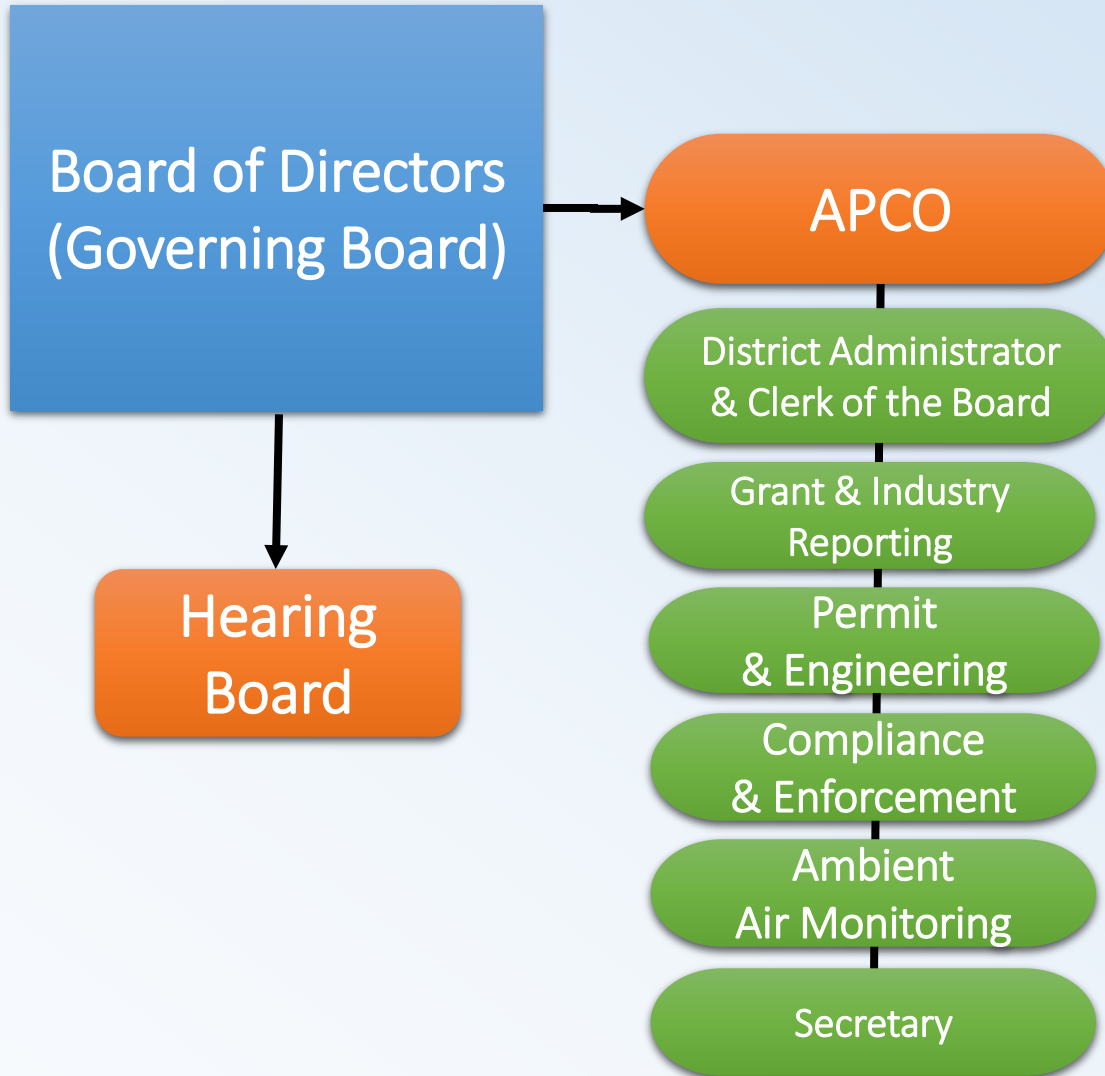 Board of Directors
(Governing Board)
APCO
District Administrator
& Clerk of the Board
Grant & Industry
Reporting
Permit
& Engineering
Hearing
Board
Compliance
& Enforcement
Ambient
Air Monitoring
Secretary